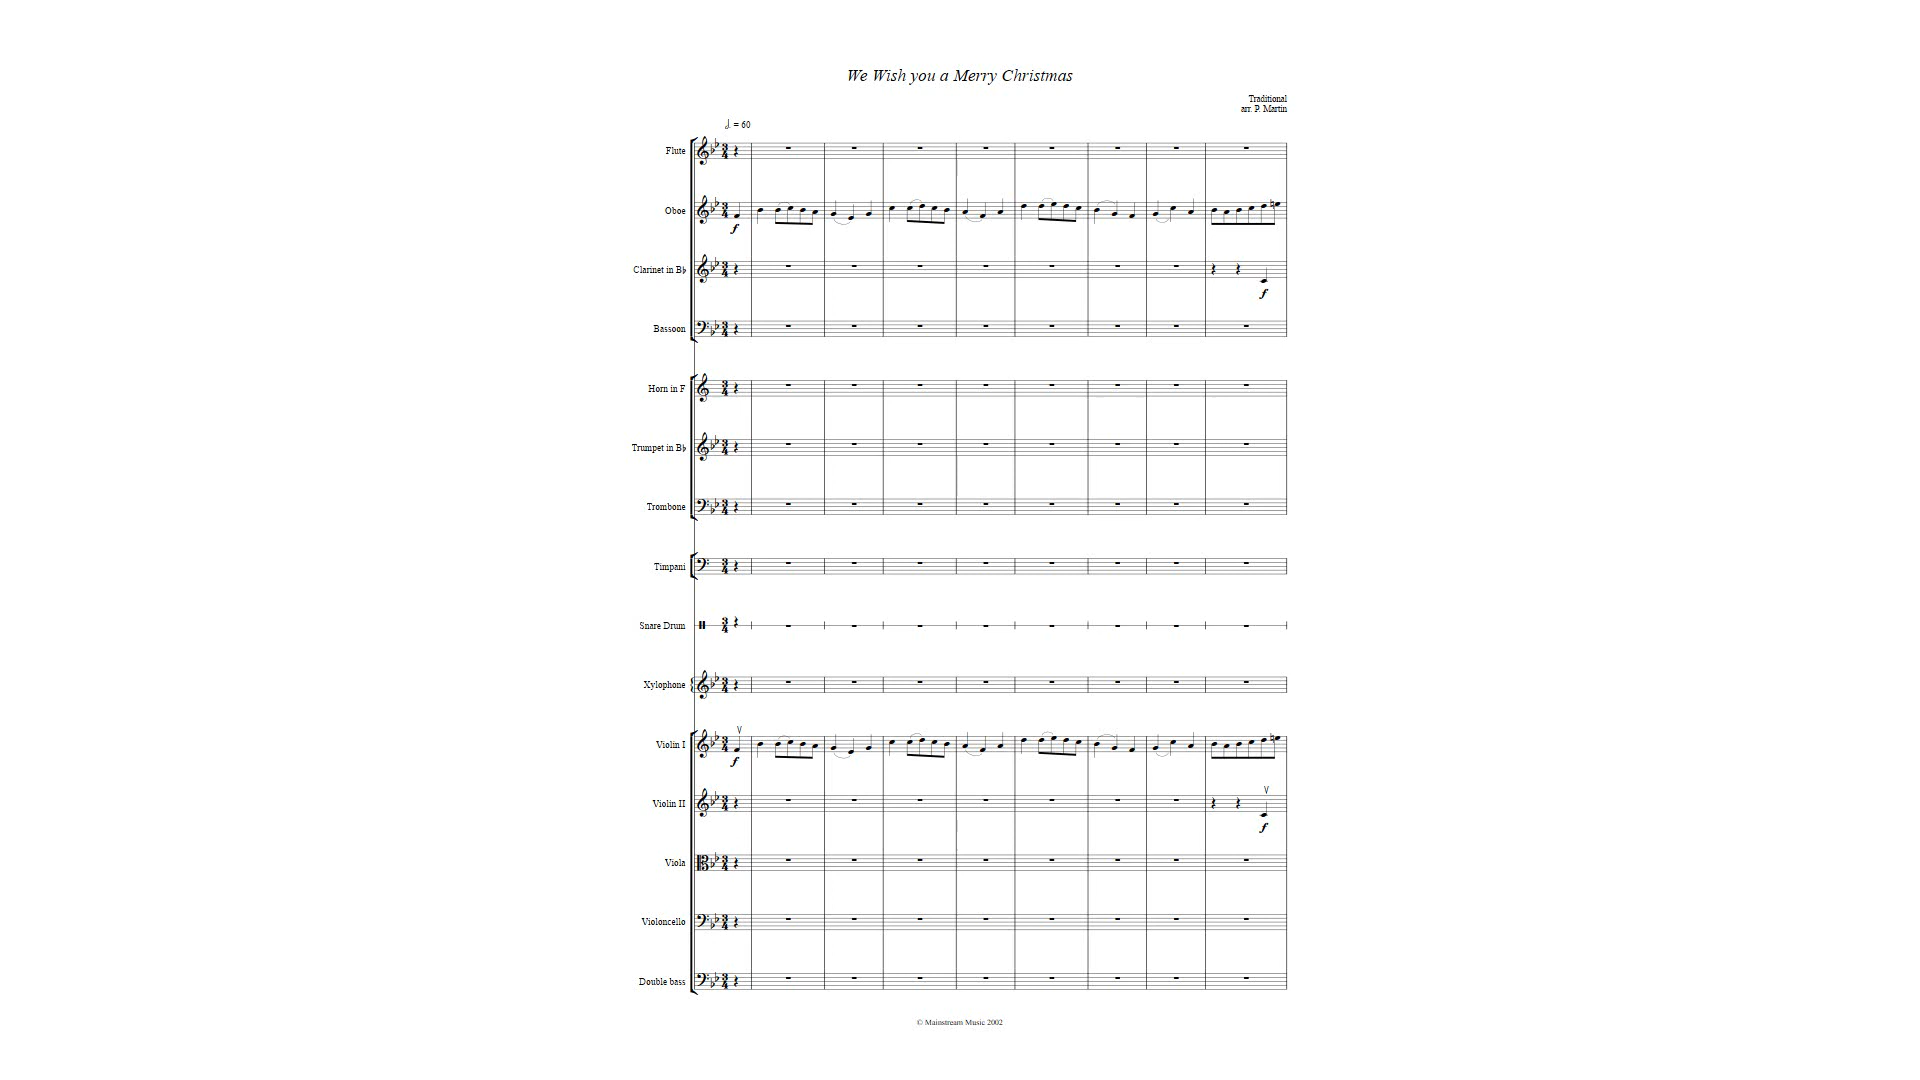 We Wish you a Merry Christmas
Traditional
arr. P. Martin
𝅗𝅥. = 60
Flute
Oboe
f
Clarinet in B♭
f
Bassoon
Horn in F
Trumpet in B♭
Trombone
Timpani
Snare Drum
Xylophone
Violin I
f
Violin II
f
Viola
Violoncello
Double bass
© Mainstream Music 2002